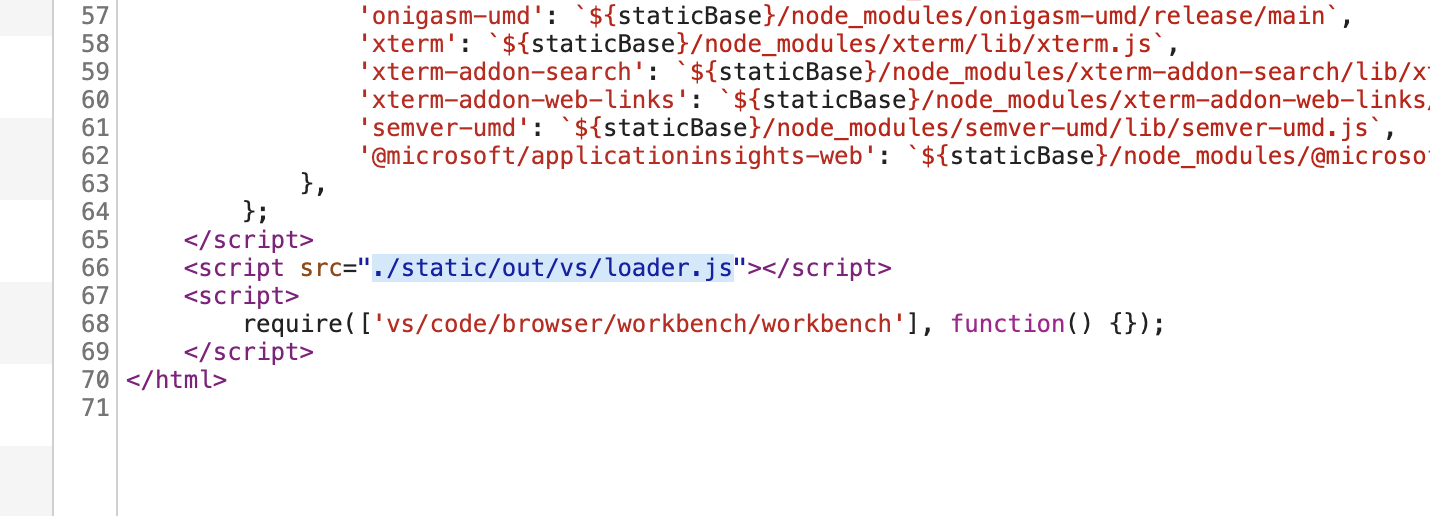 57 'onigasm-umd': `${staticBase}/node_modules/onigasm-umd/release/main`,
58 'xterm': `${staticBase}/node_modules/xterm/lib/xterm.js`,
59 'xterm-addon-search': `${staticBase}/node_modules/xterm-addon-search/lib/xt
60 'xterm-addon-web-links': `${staticBase}/node_modules/xterm-addon-web-links/
61 'semver-umd': `${staticBase}/node_modules/semver-umd/lib/semver-umd.js`,
62 '@microsoft/applicationinsights-web': `${staticBase}/node_modules/@microso
63 },
64 };
65 </script>
66 <script src="./static/out/vs/loader.js"></script>
67 <script>
68 require(['vs/code/browser/workbench/workbench'], function() {});
69 </script>
70 </html>
71